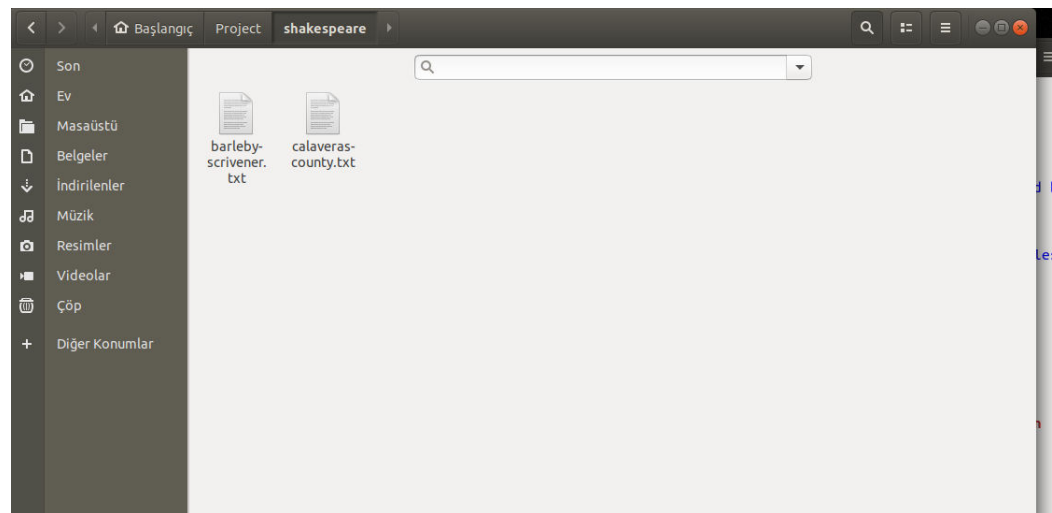 Başlangıç Project shakespeare
Son
Ev
Masaüstü
Belgeler
İndirilenler
Müzik
Resimler
Videolar
Çöp
Diğer Konumlar
barleby-
scrivener.
txt
calaveras-
county.txt